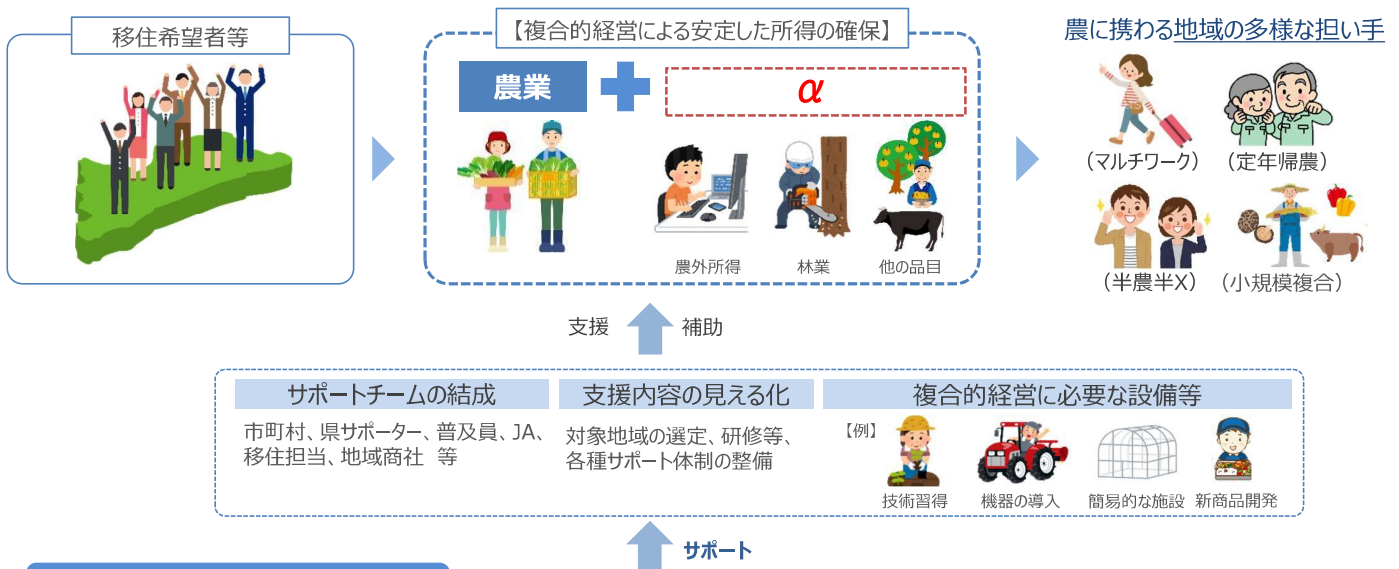 移住希望者等
【複合的経営による安定した所得の確保】
農業
α
農外所得
林業
他の品目
農に携わる地域の多様な担い手
（マルチワーク）
（定年帰農）
（半農半X）
（小規模複合）
支援
補助
サポートチームの結成
市町村、県サポーター、普及員、JA、
移住担当、地域商社 等
支援内容の見える化
対象地域の選定、研修等、
各種サポート体制の整備
複合的経営に必要な設備等
【例】
技術習得
機器の導入
簡易的な施設
新商品開発
サポート